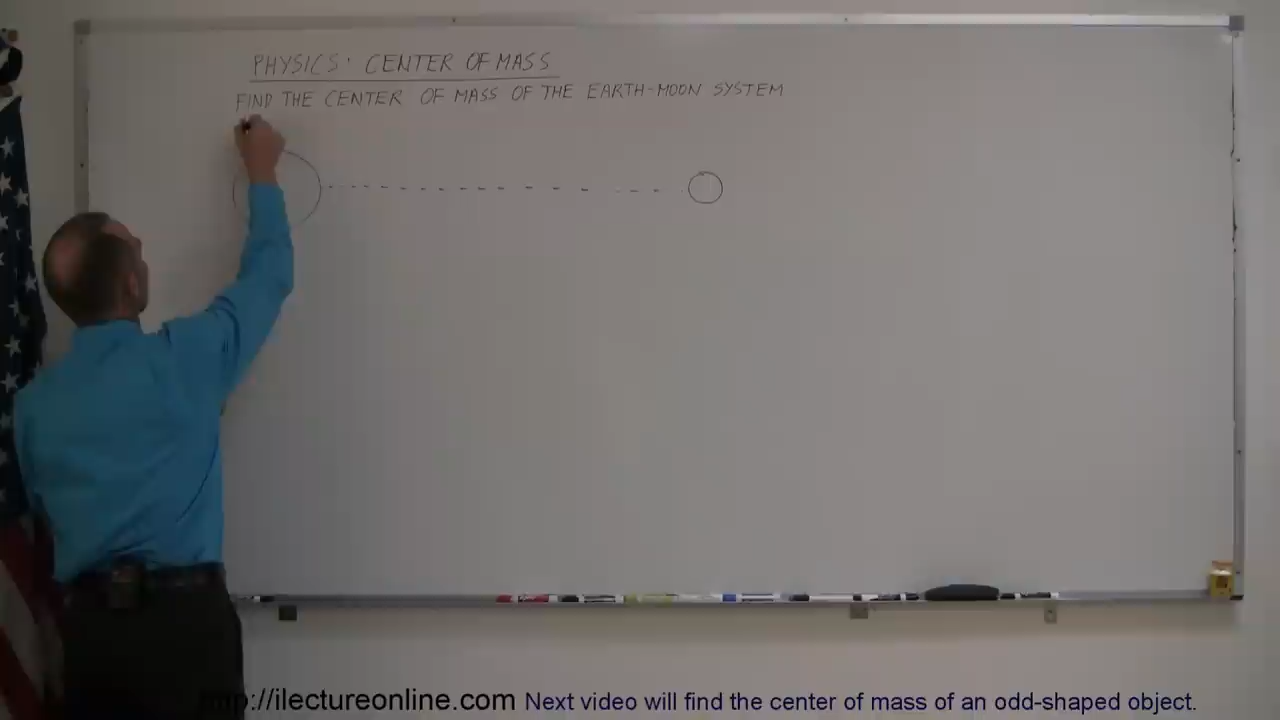 PHYSICS: CENTER OF MASS
FIND THE CENTER OF MASS OF THE EARTH-MOON SYSTEM
http://ilectureonline.com Next video will find the center of mass of an odd-shaped object.